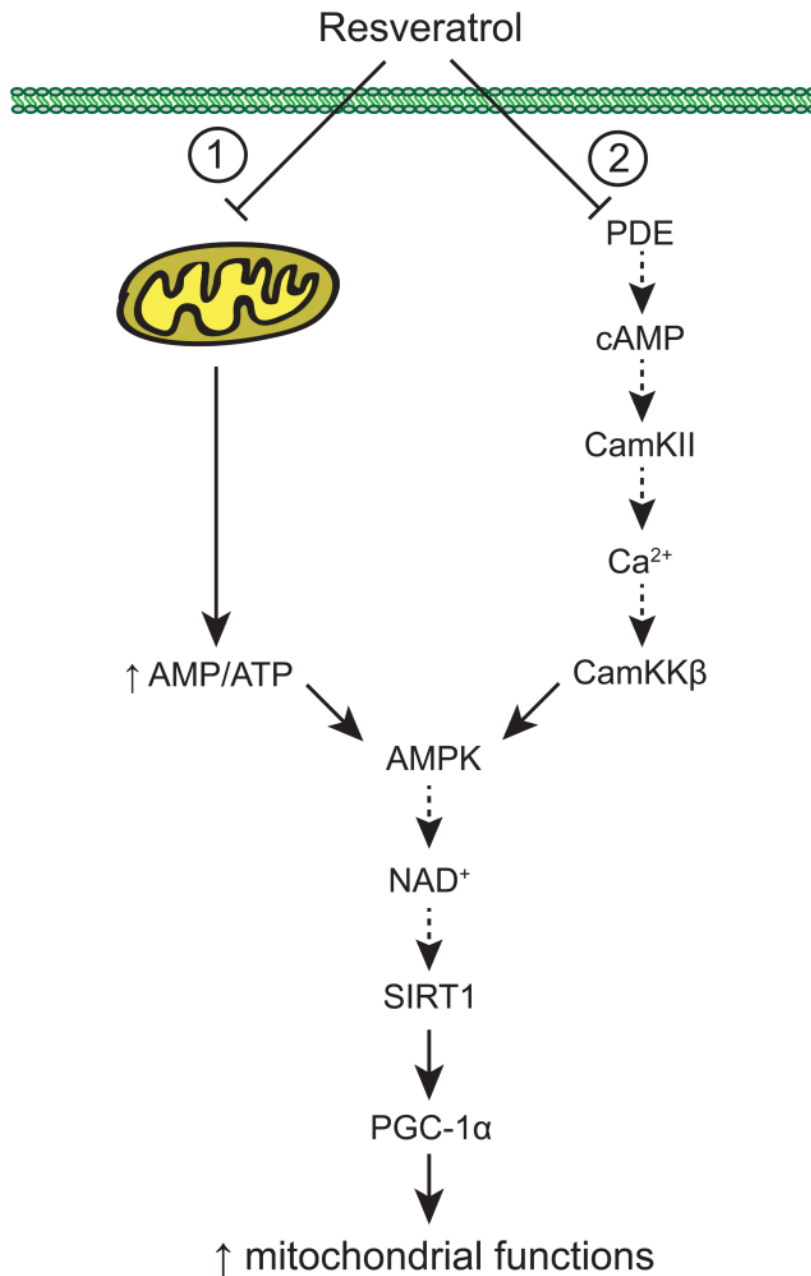 Resveratrol
1
2
PDE
cAMP
CamKII
Ca²⁺
↑ AMP/ATP
CamKKβ
AMPK
NAD⁺
SIRT1
PGC-1α
↑ mitochondrial functions